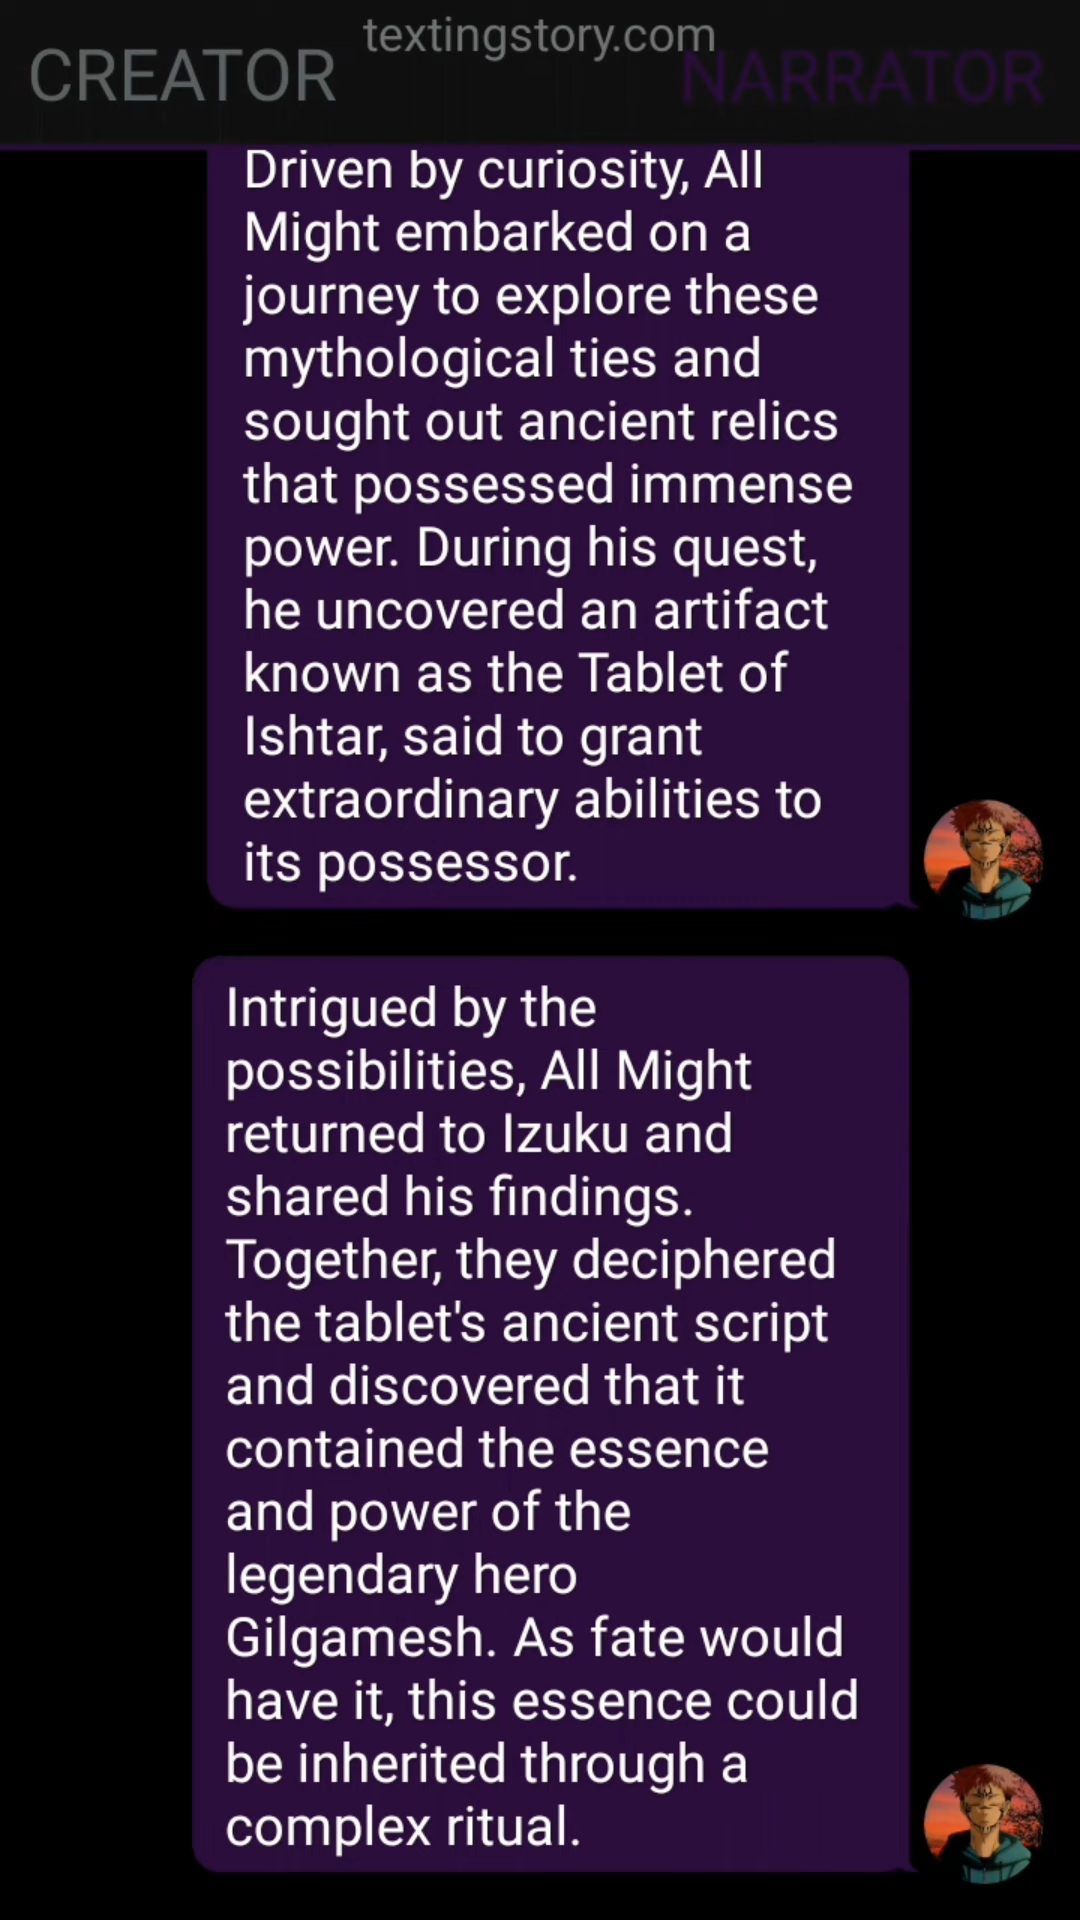 textingstory.com
CREATOR
NARRATOR
Driven by curiosity, All
Might embarked on a
journey to explore these
mythological ties and
sought out ancient relics
that possessed immense
power. During his quest,
he uncovered an artifact
known as the Tablet of
Ishtar, said to grant
extraordinary abilities to
its possessor.
Intrigued by the
possibilities, All Might
returned to Izuku and
shared his findings.
Together, they deciphered
the tablet's ancient script
and discovered that it
contained the essence
and power of the
legendary hero
Gilgamesh. As fate would
have it, this essence could
be inherited through a
complex ritual.